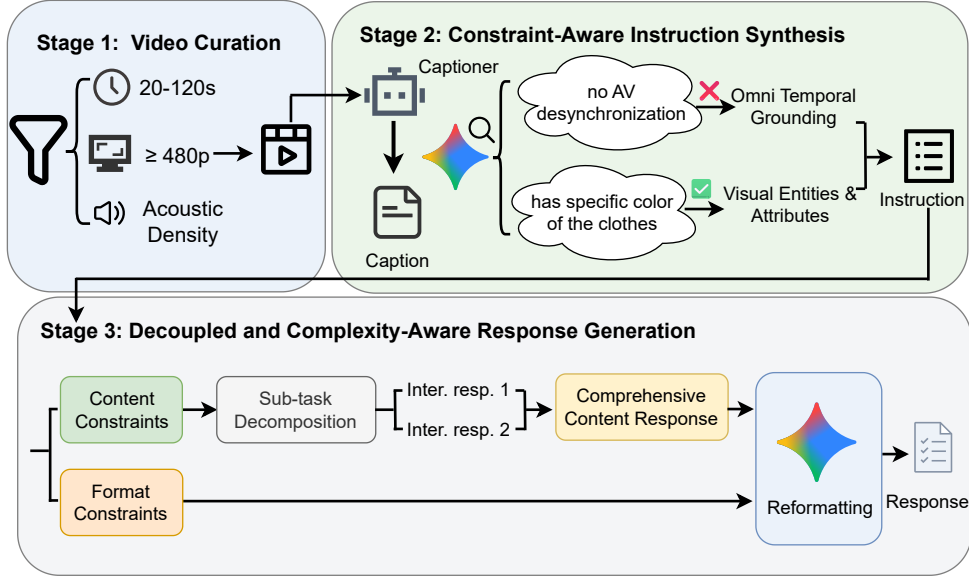 Stage 1: Video Curation
20-120s
≥ 480p
Acoustic
Density
Stage 2: Constraint-Aware Instruction Synthesis
Captioner
Caption
no AV
desynchronization
Omni Temporal
Grounding
has specific color
of the clothes
Visual Entities &
Attributes
Instruction
Stage 3: Decoupled and Complexity-Aware Response Generation
Content
Constraints
Sub-task
Decomposition
Inter. resp. 1
Inter. resp. 2
Comprehensive
Content Response
Format
Constraints
Reformatting
Response